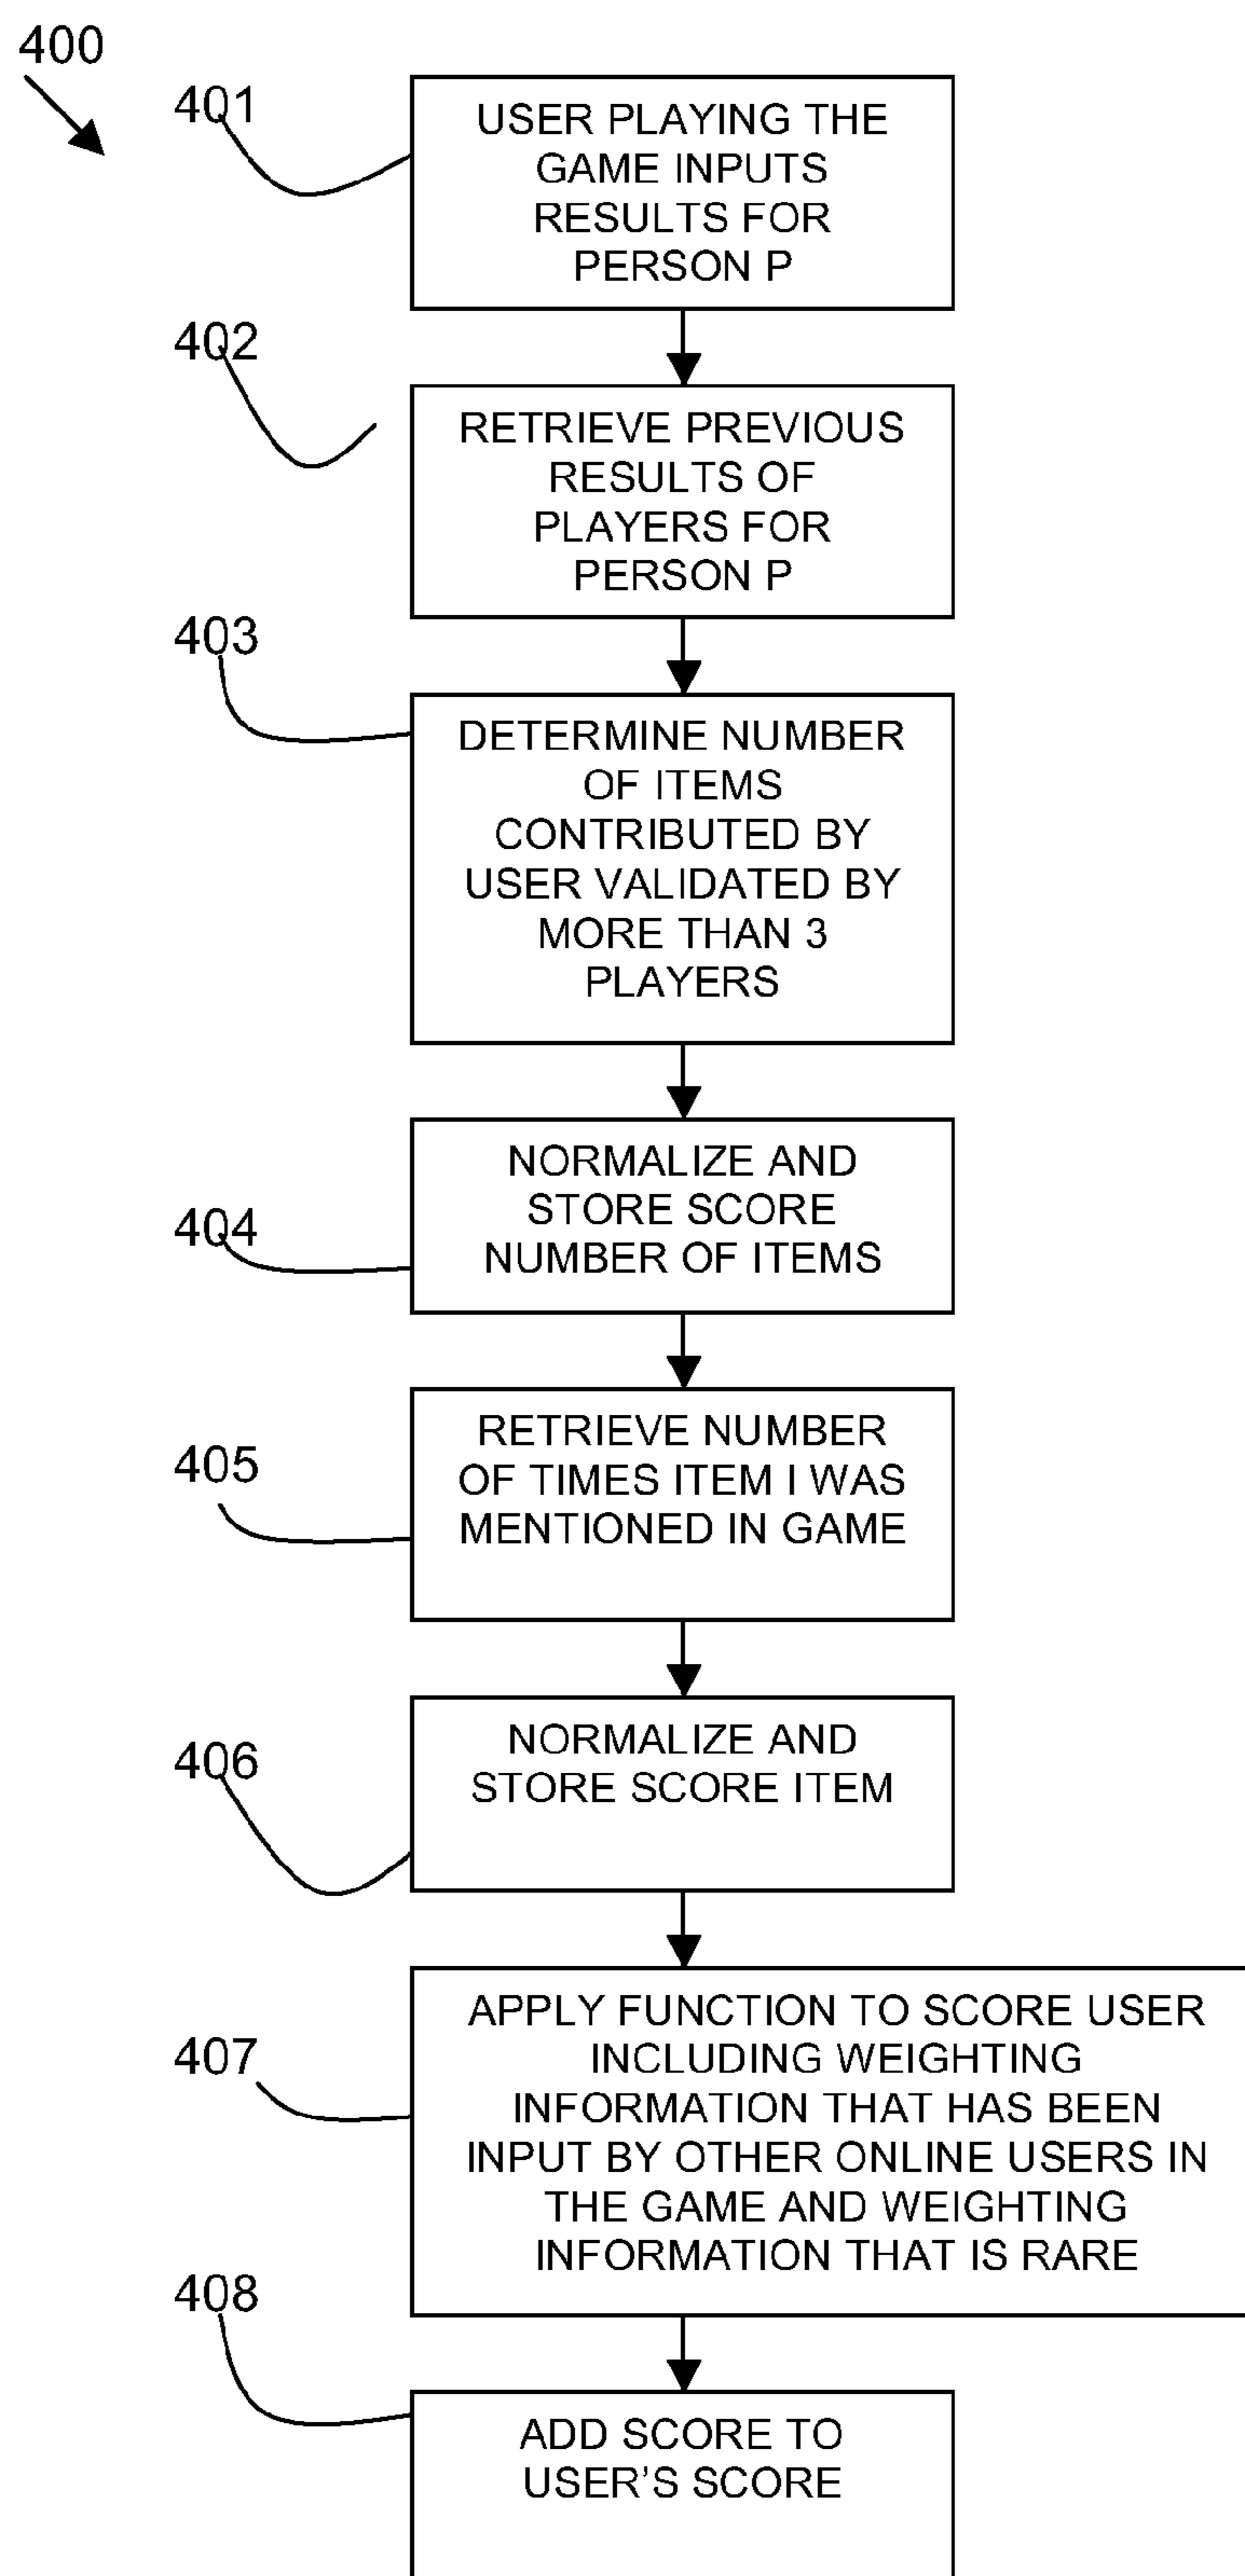 400
401
USER PLAYING THE
GAME INPUTS
RESULTS FOR
PERSON P
402
RETRIEVE PREVIOUS
RESULTS OF
PLAYERS FOR
PERSON P
403
DETERMINE NUMBER
OF ITEMS
CONTRIBUTED BY
USER VALIDATED BY
MORE THAN 3
PLAYERS
404
NORMALIZE AND
STORE SCORE
NUMBER OF ITEMS
405
RETRIEVE NUMBER
OF TIMES ITEM I WAS
MENTIONED IN GAME
406
NORMALIZE AND
STORE SCORE ITEM
407
APPLY FUNCTION TO SCORE USER
INCLUDING WEIGHTING
INFORMATION THAT HAS BEEN
INPUT BY OTHER ONLINE USERS IN
THE GAME AND WEIGHTING
INFORMATION THAT IS RARE
408
ADD SCORE TO
USER'S SCORE